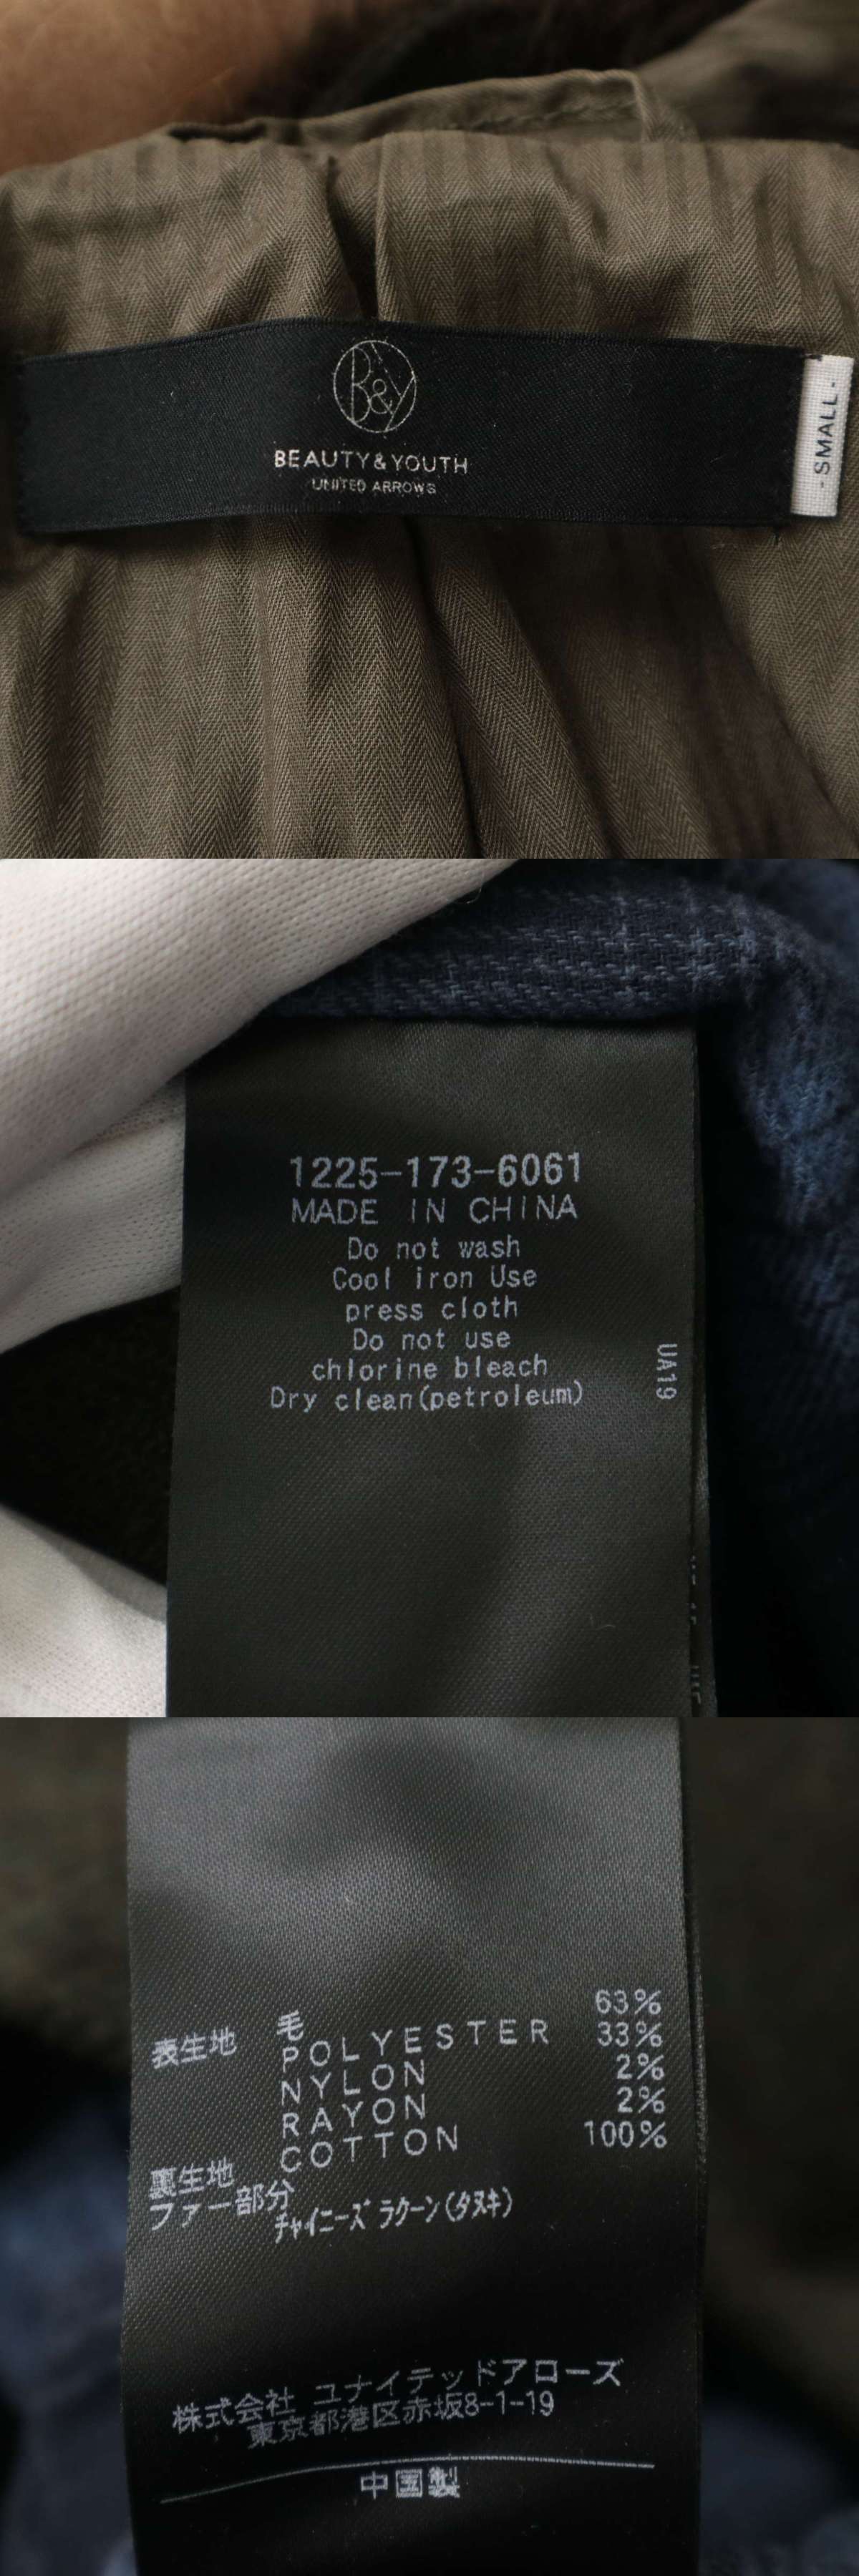 B&Y
BEAUTY&YOUTH
UNITED ARROWS
- SMALL -
1225-173-6061
MADE IN CHINA
Do not wash
Cool iron Use
press cloth
Do not use
chlorine bleach
Dry clean(petroleum)
UA19
表生地 毛 63%
POLYESTER 33%
NYLON 2%
RAYON 2%
裏生地 COTTON 100%
ファー部分 チャイニーズ ラクーン(タヌキ)
株式会社 ユナイテッドアローズ
東京都港区赤坂8-1-19
中国製